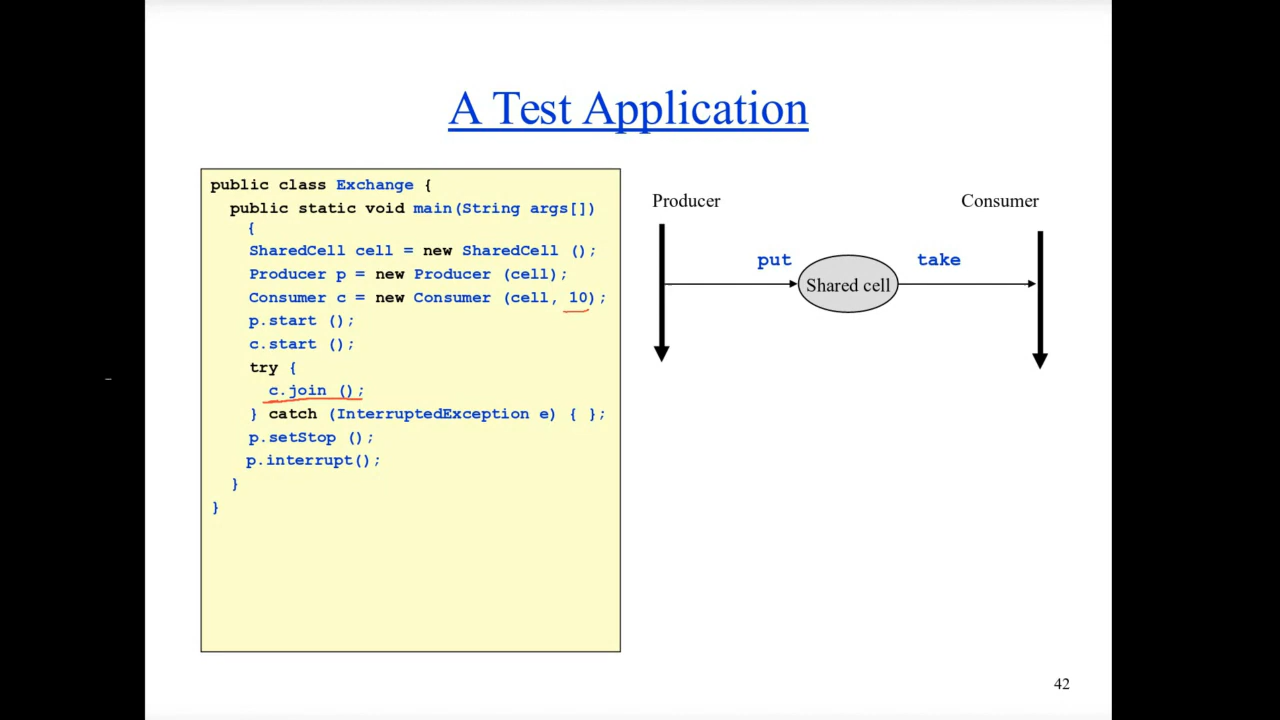 A Test Application
public class Exchange {
public static void main(String args[])
{
SharedCell cell = new SharedCell ();
Producer p = new Producer (cell);
Consumer c = new Consumer (cell, 10);
p.start ();
c.start ();
try {
c.join ();
} catch (InterruptedException e) { };
p.setStop ();
p.interrupt();
}
}
Producer
Consumer
put
take
Shared cell
42